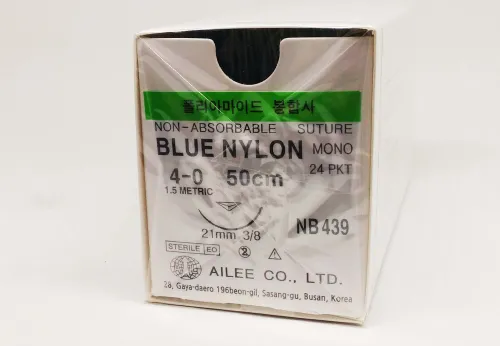 폴리아마이드 봉합사
NON-ABSORBABLE SUTURE
BLUE NYLON MONO
4-0 50cm 24 PKT
1.5 METRIC
21mm 3/8 NB439
STERILE EO 2
AILEE CO., LTD.
28, Gaya-daero 196beon-gil, Sasang-gu, Busan, Korea